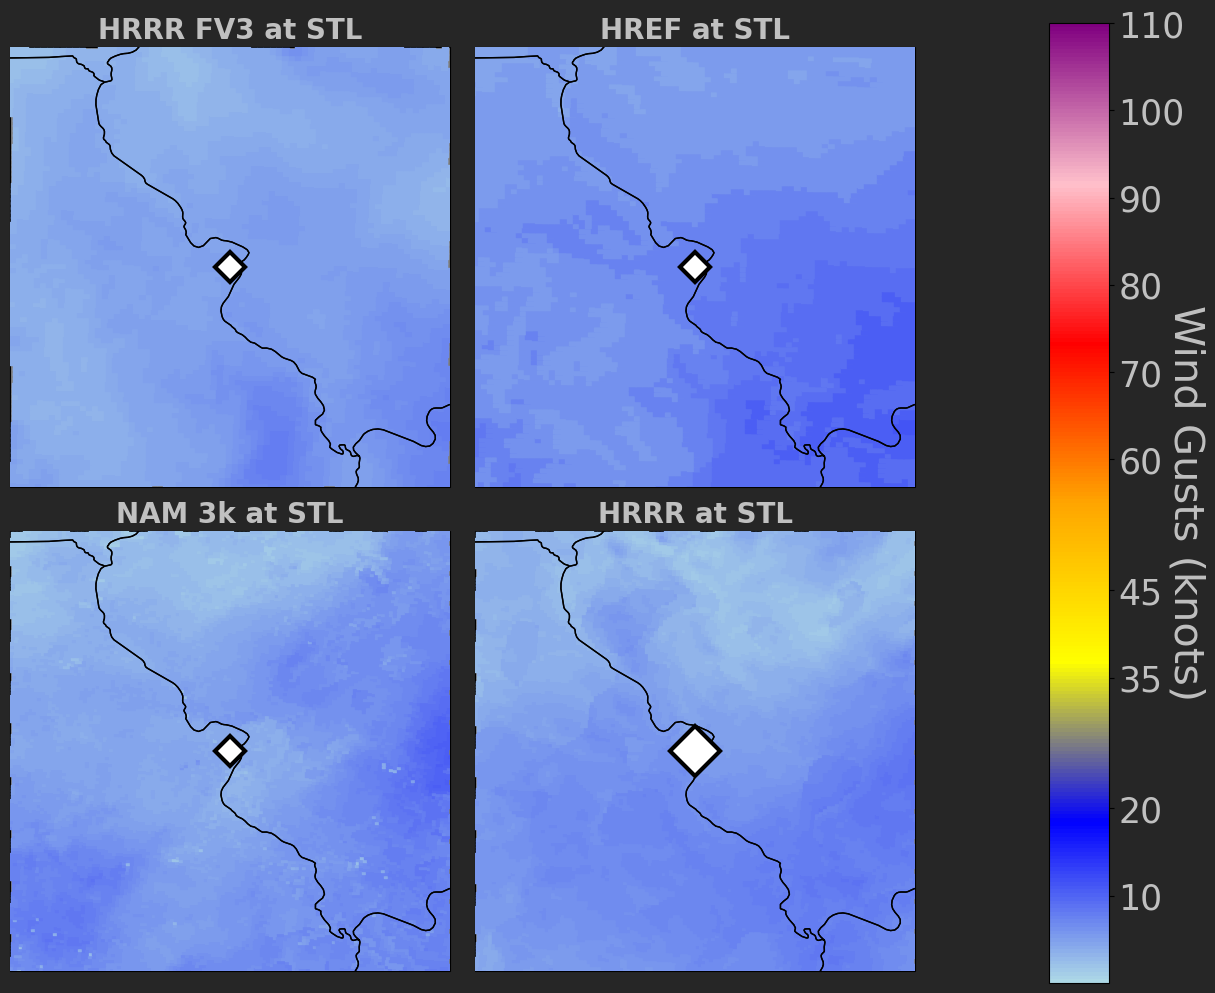 HRRR FV3 at STL
HREF at STL
NAM 3k at STL
HRRR at STL
110
100
90
80
70
60
45
35
20
10
Wind Gusts (knots)